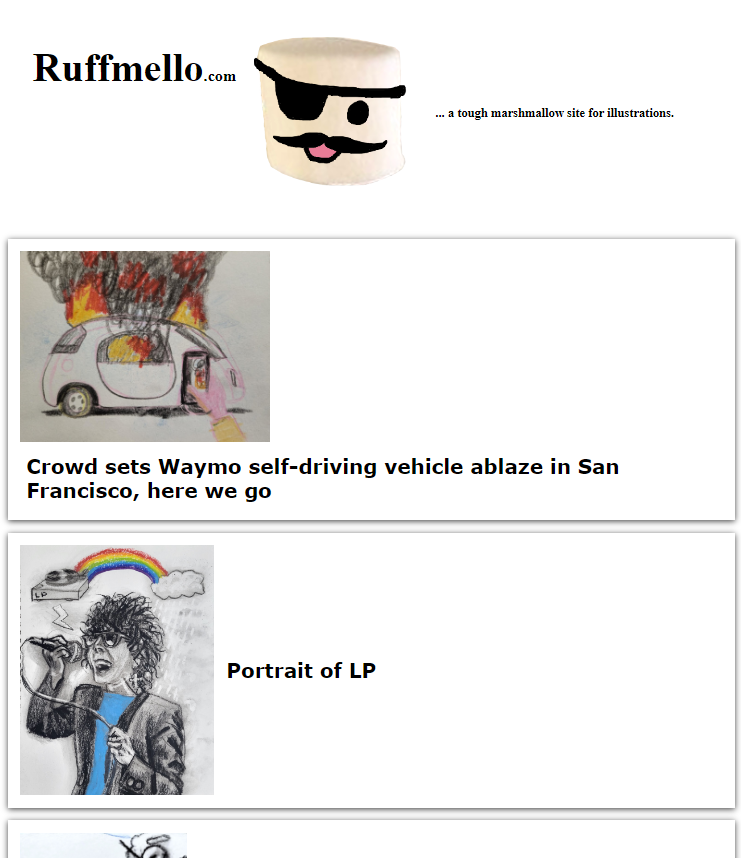 Ruffmello.com
... a tough marshmallow site for illustrations.
Crowd sets Waymo self-driving vehicle ablaze in San
Francisco, here we go
LP
Portrait of LP